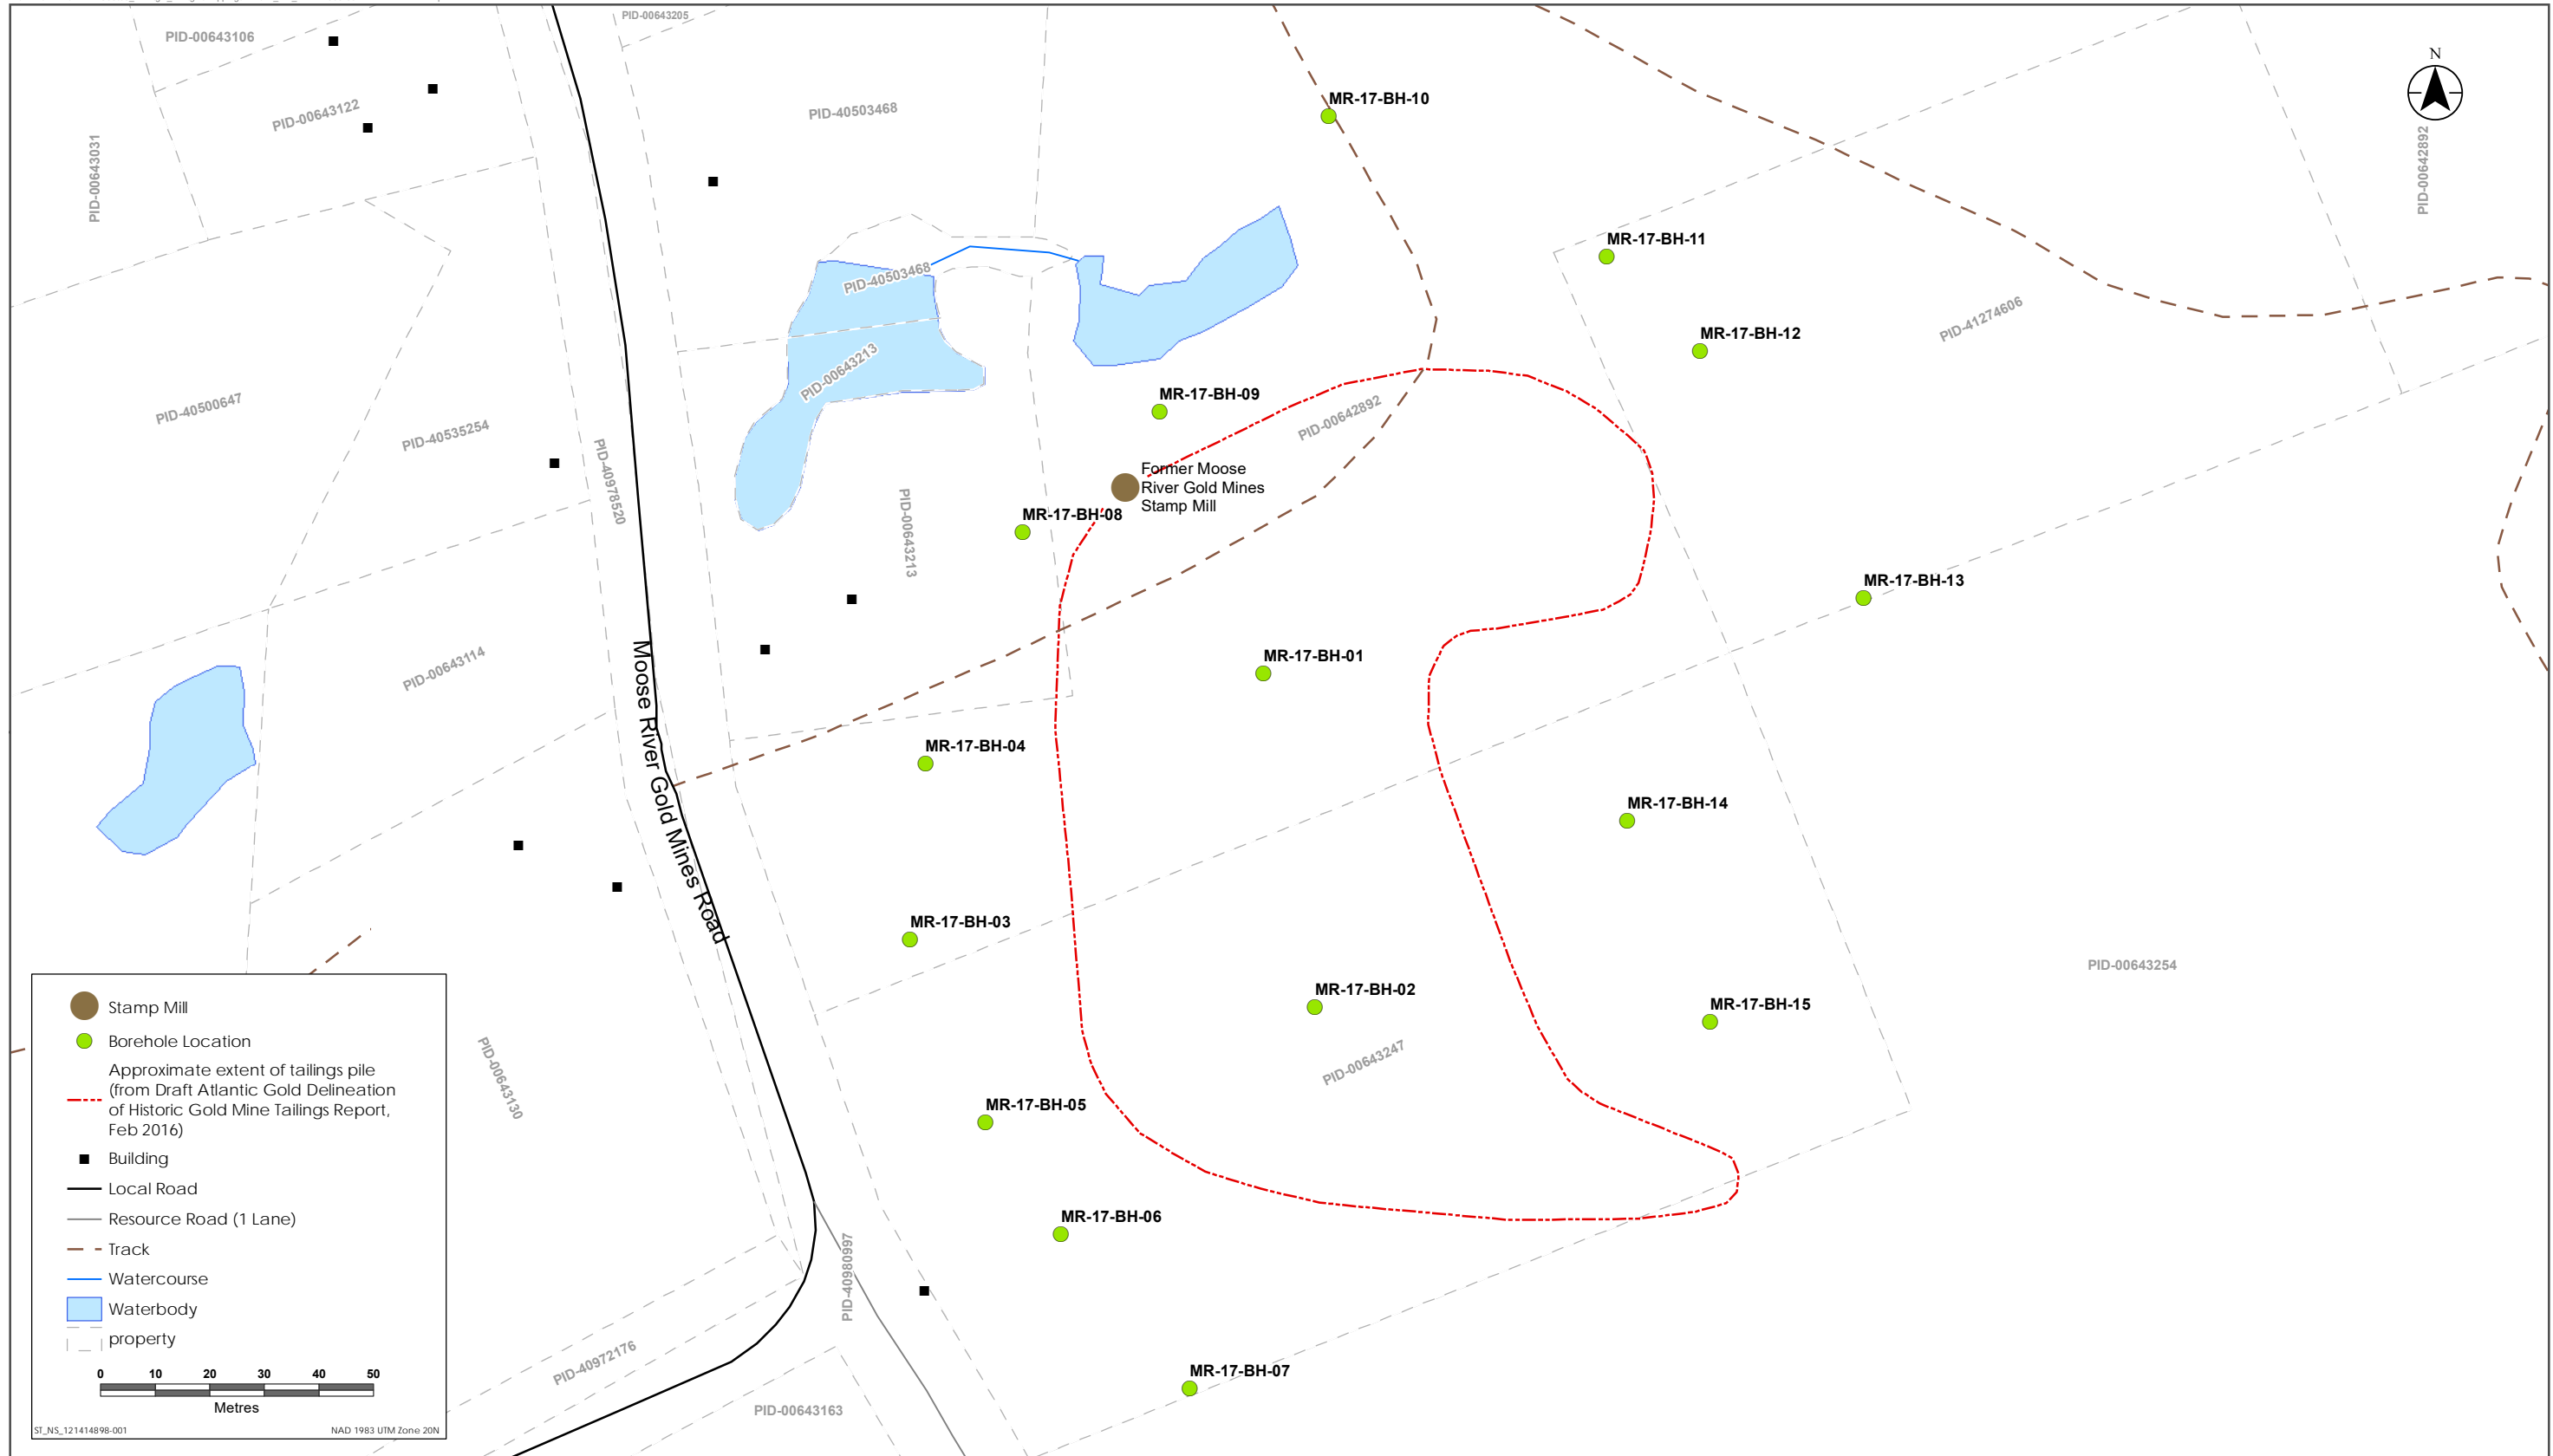 PID-00643205
PID-00643106
N
MR-17-BH-10
PID-00643122
PID-40503468
PID-00643031
PID-00642892
MR-17-BH-11
PID-40503468
PID-41274606
MR-17-BH-12
PID-00643213
MR-17-BH-09
PID-40500647
PID-00642892
PID-40535254
PID-40978520
Former Moose
River Gold Mines
Stamp Mill
MR-17-BH-08
PID-00643213
MR-17-BH-13
PID-00643114
MR-17-BH-01
Moose River Gold Mines Road
MR-17-BH-04
MR-17-BH-14
MR-17-BH-03
PID-00643254
MR-17-BH-02
MR-17-BH-15
PID-00643247
PID-00643130
MR-17-BH-05
MR-17-BH-06
PID-40980997
PID-40972176
MR-17-BH-07
PID-00643163
Stamp Mill
Borehole Location
Approximate extent of tailings pile
(from Draft Atlantic Gold Delineation
of Historic Gold Mine Tailings Report,
Feb 2016)
Building
Local Road
Resource Road (1 Lane)
Track
Watercourse
Waterbody
property
0 10 20 30 40 50
Metres
ST_NS_121414898-001 NAD 1983 UTM Zone 20N